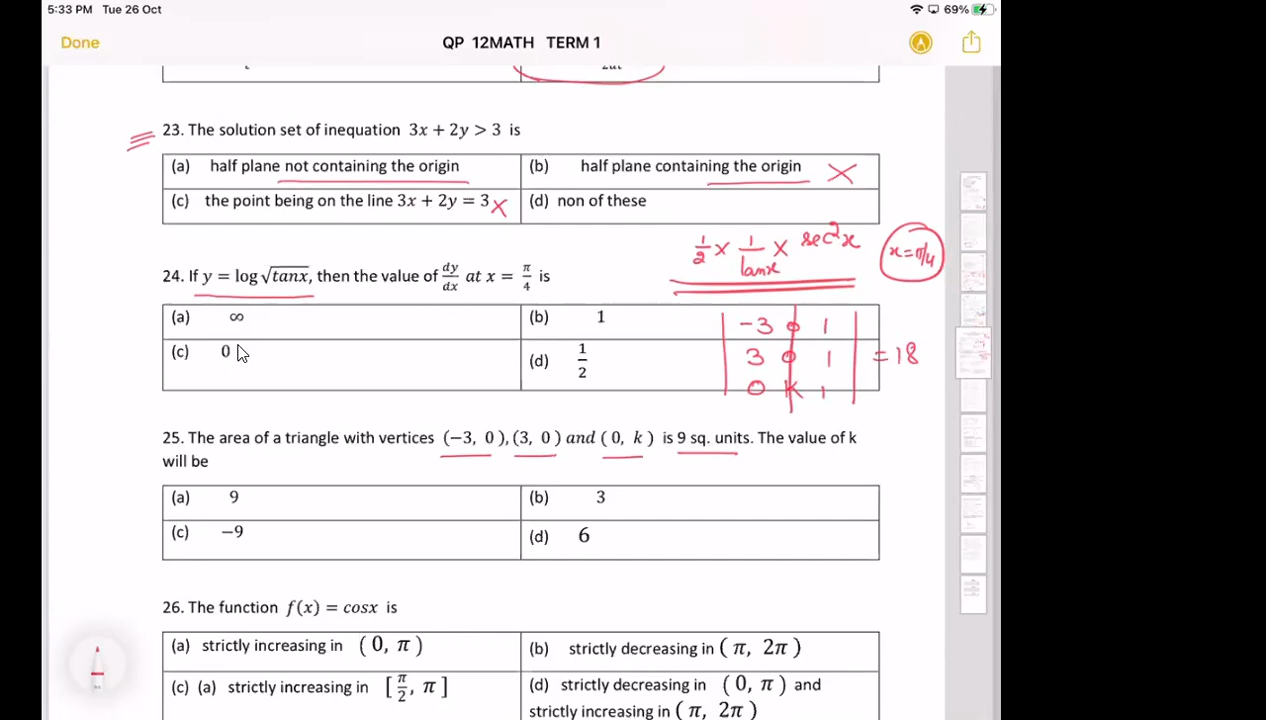 5:33 PM Tue 26 Oct
69%
Done
QP 12MATH TERM 1
2at
23. The solution set of inequation 3x + 2y > 3 is
(a) half plane not containing the origin
(b) half plane containing the origin
(c) the point being on the line 3x + 2y = 3
(d) non of these
1/2 × 1/tanx × sec²x
x = π/4
24. If y = log√tanx, then the value of dy/dx at x = π/4 is
(a) ∞
(b) 1
(c) 0
(d) 1/2
-3 0 1
3 0 1 = 18
0 k 1
25. The area of a triangle with vertices (−3, 0), (3, 0) and (0, k) is 9 sq. units. The value of k
will be
(a) 9
(b) 3
(c) −9
(d) 6
26. The function f(x) = cosx is
(a) strictly increasing in (0, π)
(b) strictly decreasing in (π, 2π)
(c) (a) strictly increasing in [π/2, π]
(d) strictly decreasing in (0, π) and
strictly increasing in (π, 2π)